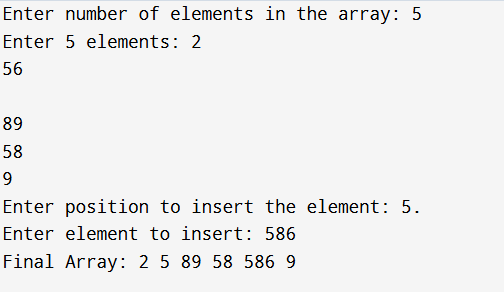 Enter number of elements in the array: 5
Enter 5 elements: 2
56
89
58
9
Enter position to insert the element: 5.
Enter element to insert: 586
Final Array: 2 5 89 58 586 9